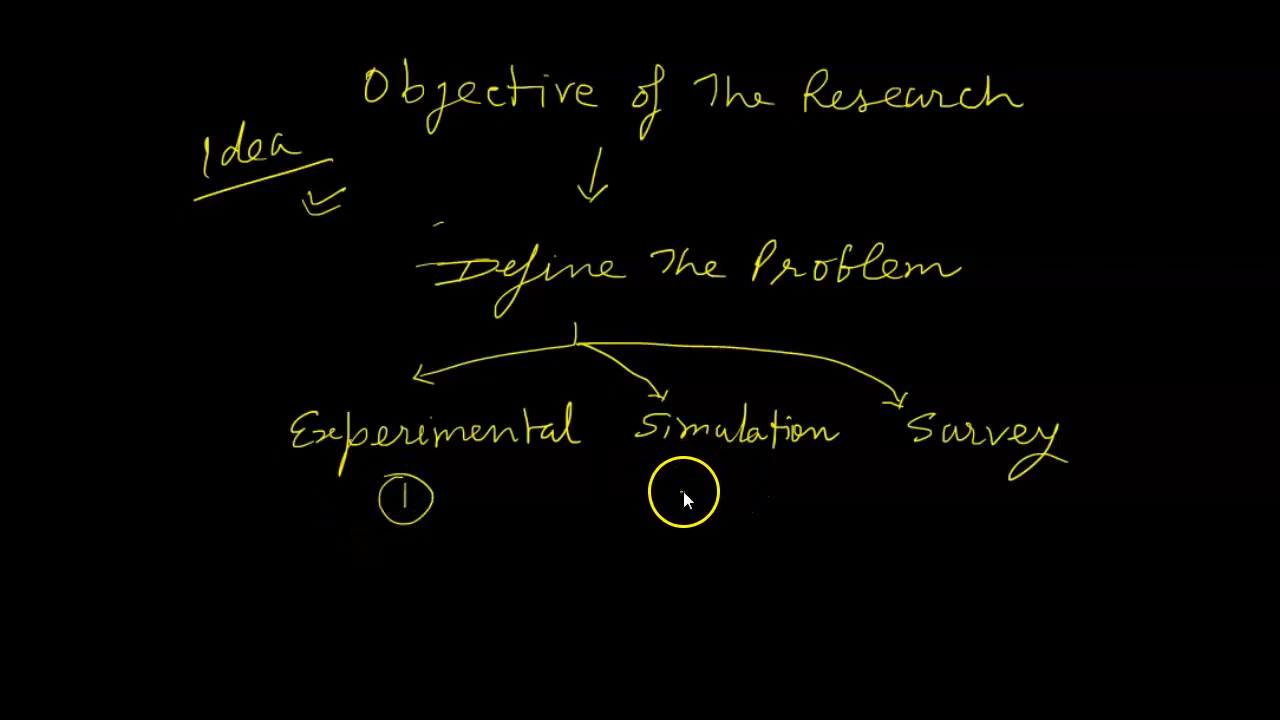 Objective of The Research
Idea
Define The Problem
Experimental Simulation Survey
1